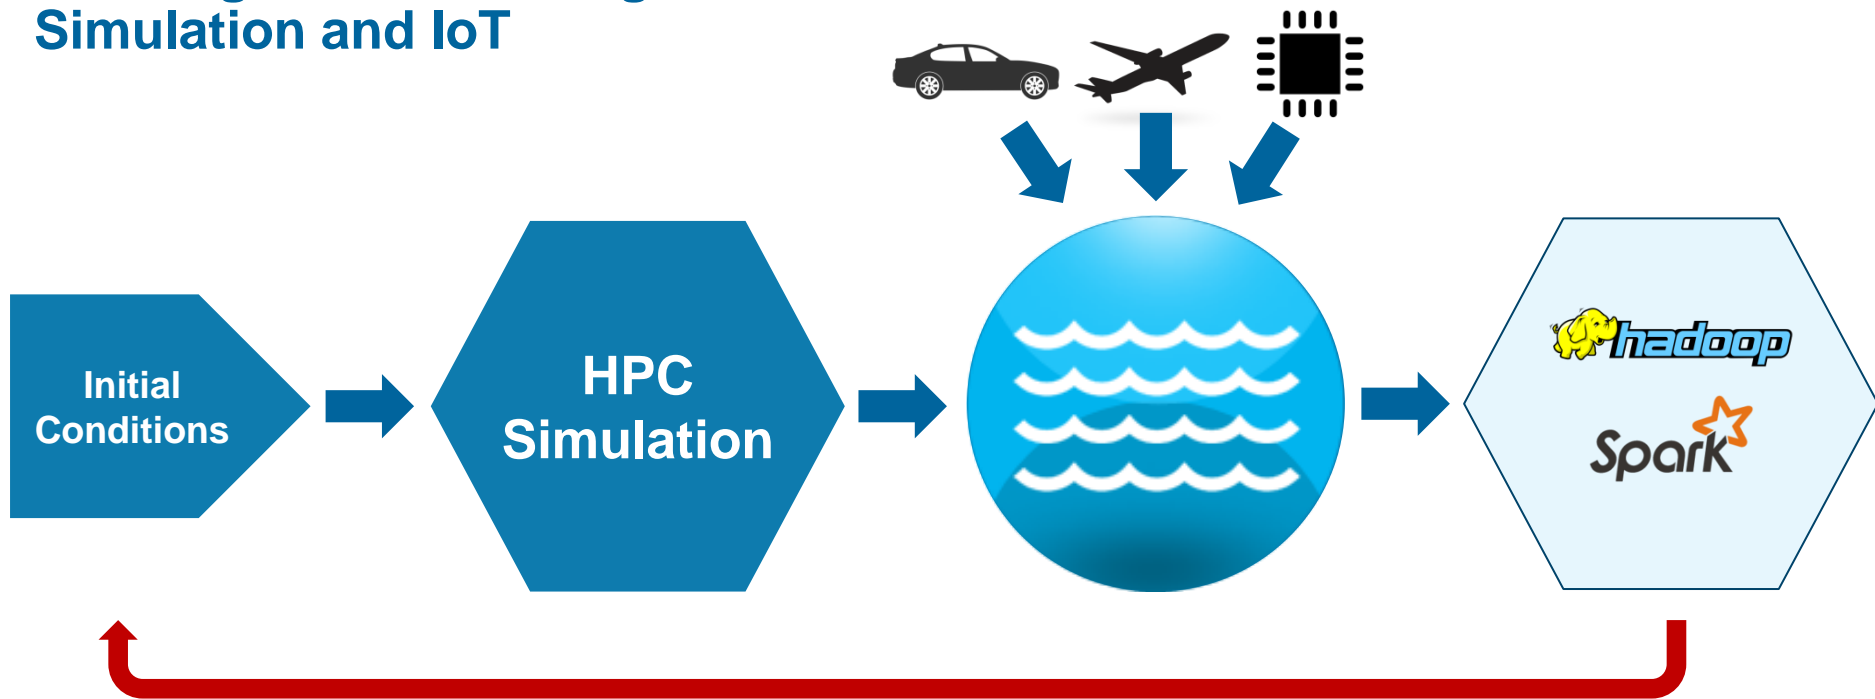 Simulation and IoT
Initial
Conditions
HPC
Simulation
hadoop
Spark